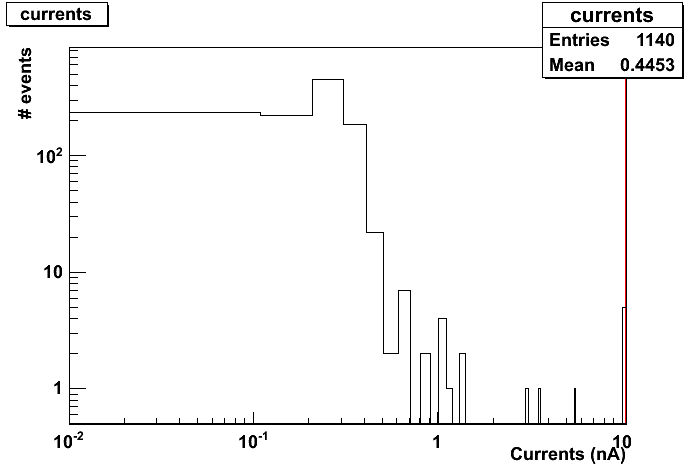 currents
currents
Entries 1140
Mean 0.4453
# events
10²
10
1
10⁻² 10⁻¹ 1 10
Currents (nA)